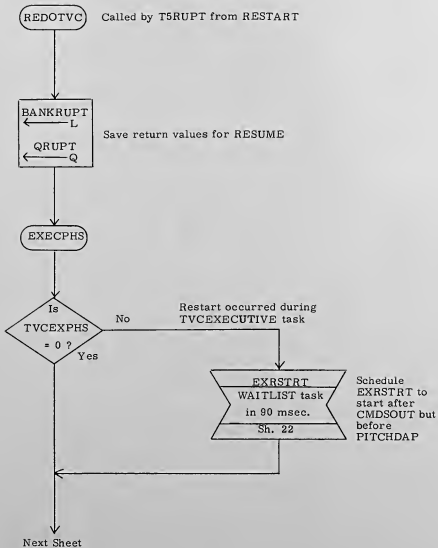 REDOTVC
Called by T5RUPT from RESTART
BANKRUPT
L
QRUPT
Q
Save return values for RESUME
EXECPHS
Is
TVCEXPHS
= 0 ?
No
Yes
Restart occurred during
TVCEXECUTIVE task
EXRSTRT
WAITLIST task
in 90 msec.
Sh. 22
Schedule
EXRSTRT to
start after
CMDSOUT but
before
PITCHDAP
Next Sheet